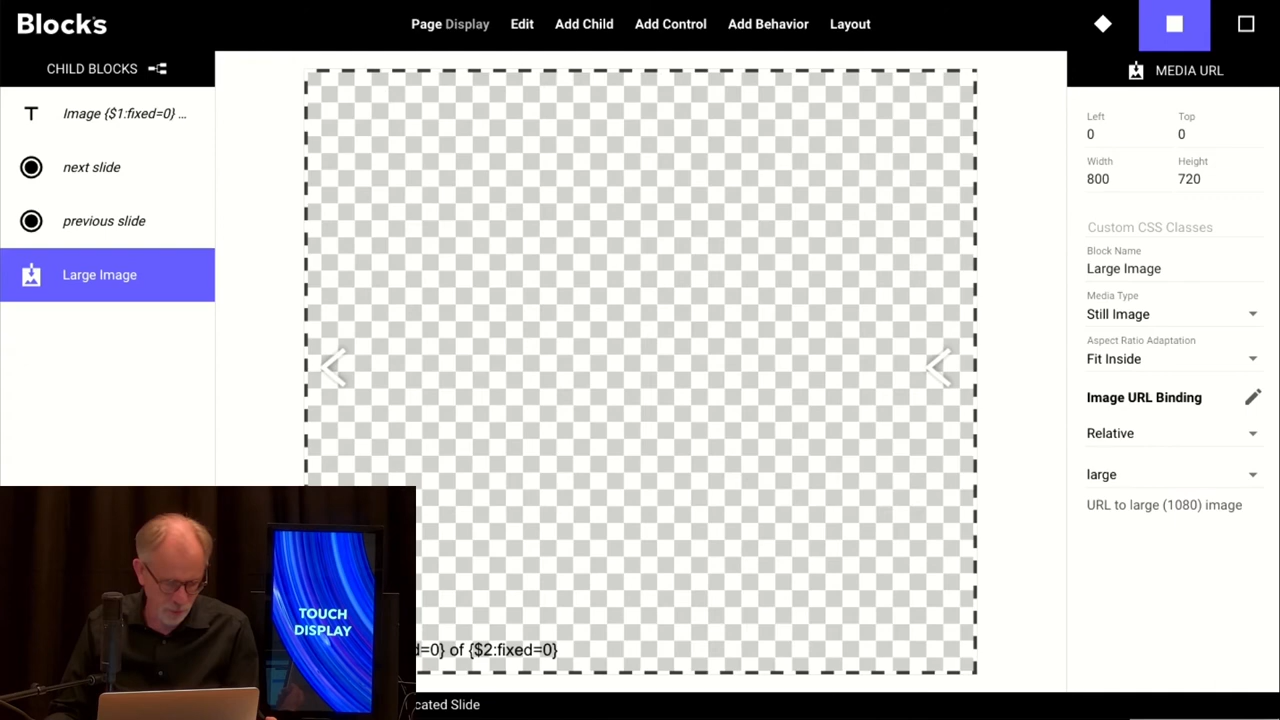 Blocks
Page Display
Edit
Add Child
Add Control
Add Behavior
Layout
CHILD BLOCKS
MEDIA URL
Image {$1:fixed=0} ...
next slide
previous slide
Large Image
Left
0
Top
0
Width
800
Height
720
Custom CSS Classes
Block Name
Large Image
Media Type
Still Image
Aspect Ratio Adaptation
Fit Inside
Image URL Binding
Relative
large
URL to large (1080) image
TOUCH
DISPLAY
=0} of {$2:fixed=0}
cated Slide